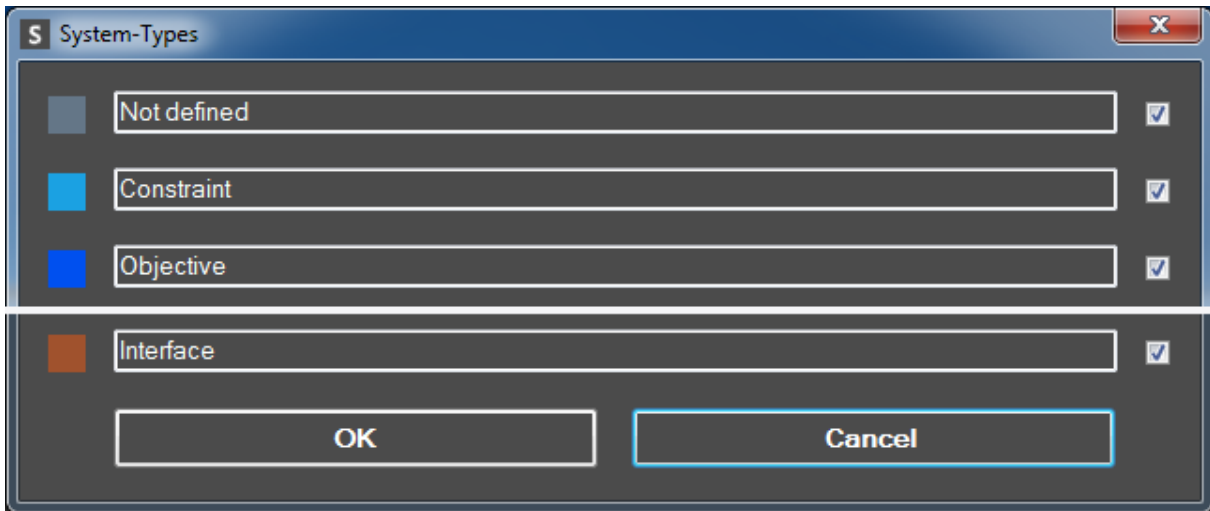 S System-Types
Not defined
Constraint
Objective
Interface
OK Cancel